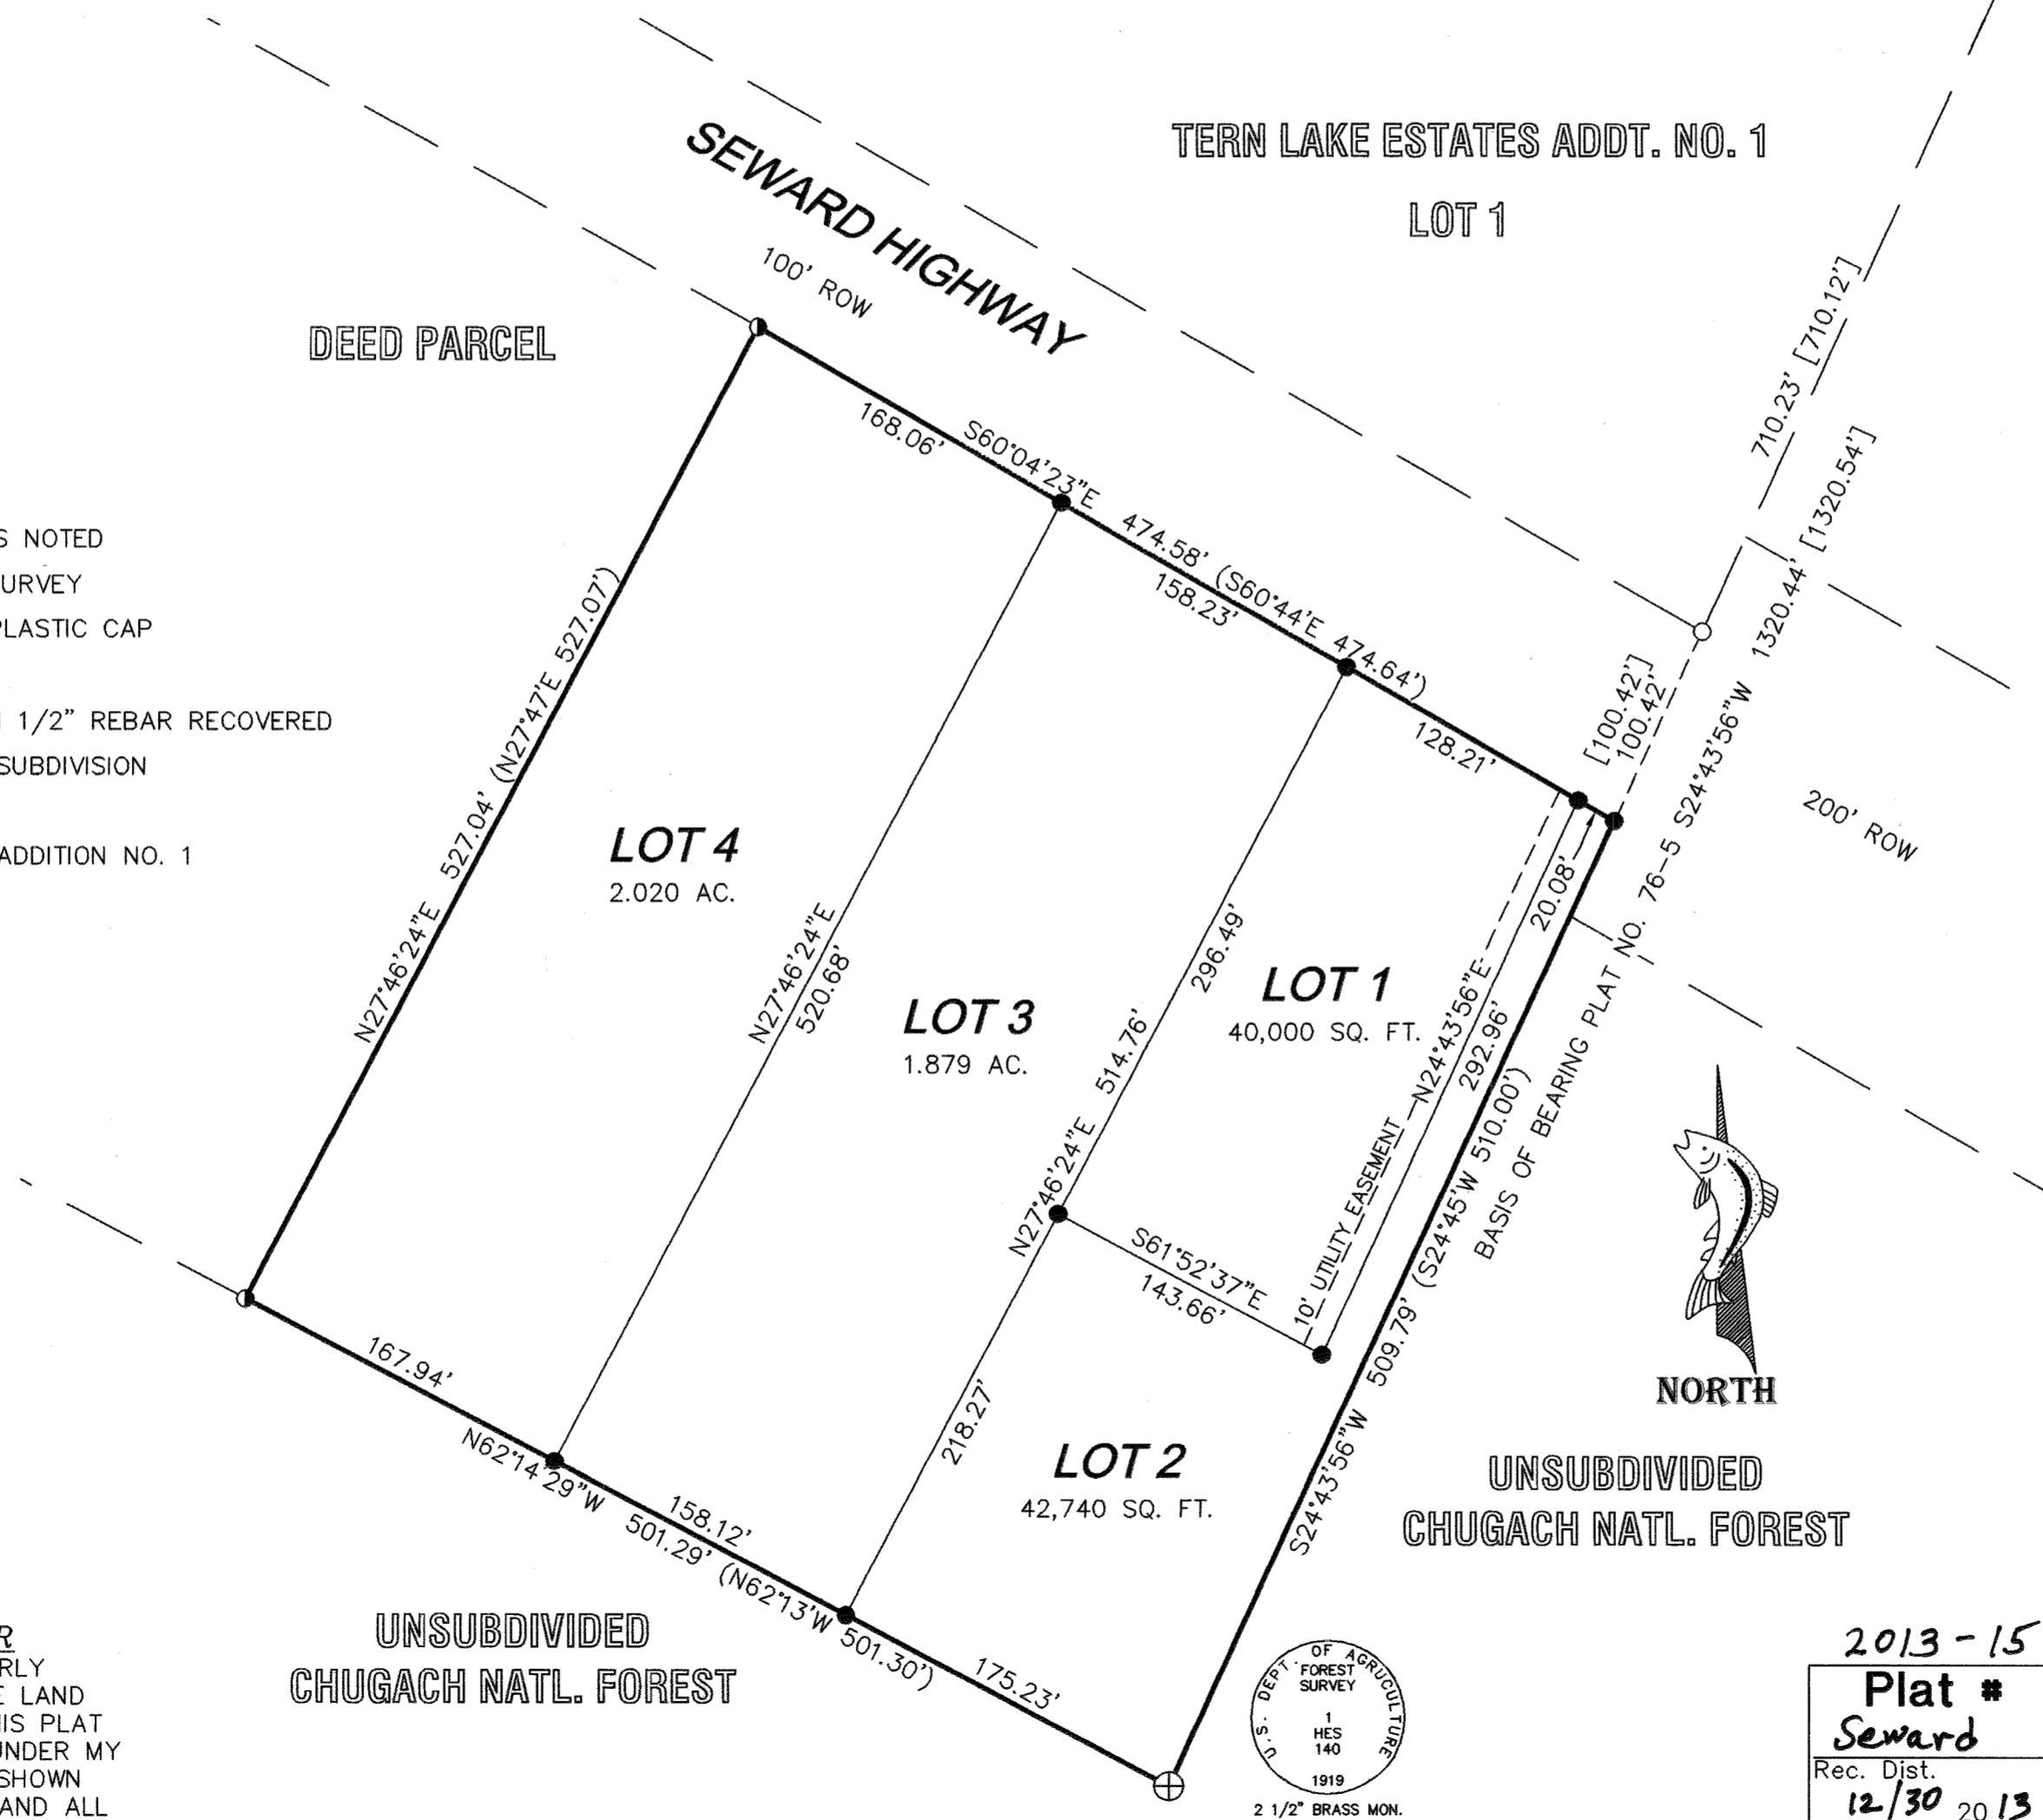 TERN LAKE ESTATES ADDT. NO. 1
LOT 1
SEWARD HIGHWAY
100' ROW
DEED PARCEL
710.23' [710.12']
168.06'
S60°04'23"E
474.58' (S60°44'E 474.64')
158.23'
128.21'
[100.42']
100.42'
BASIS OF BEARING PLAT NO. 76-5 S24°43'56"W 1320.44' [1320.54']
200' ROW
S NOTED
URVEY
PLASTIC CAP
1/2" REBAR RECOVERED
SUBDIVISION
ADDITION NO. 1
N27°46'24"E 527.04' (N27°47'E 527.07')
LOT 4
2.020 AC.
N27°46'24"E
520.68'
LOT 3
1.879 AC.
296.49'
N27°46'24"E 514.76'
218.27'
LOT 1
40,000 SQ. FT.
20.08'
10' UTILITY EASEMENT
N24°43'56"E
292.96'
S61°52'37"E
143.66'
S24°43'56"W 509.79' (S24°45'W 510.00')
LOT 2
42,740 SQ. FT.
NORTH
UNSUBDIVIDED
CHUGACH NATL. FOREST
167.94'
N62°14'29"W 501.29' (N62°13'W 501.30')
158.12'
175.23'
UNSUBDIVIDED
CHUGACH NATL. FOREST
U.S. DEPT. OF AGRUCULTURE
FOREST
SURVEY
1
HES
140
1919
2 1/2" BRASS MON.
R
RLY
E LAND
HIS PLAT
UNDER MY
SHOWN
AND ALL
2013-15
Plat #
Seward
Rec. Dist.
12/30 2013